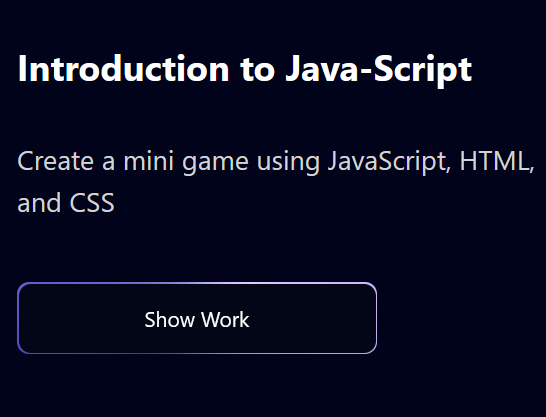 Introduction to Java-Script
Create a mini game using JavaScript, HTML,
and CSS
Show Work